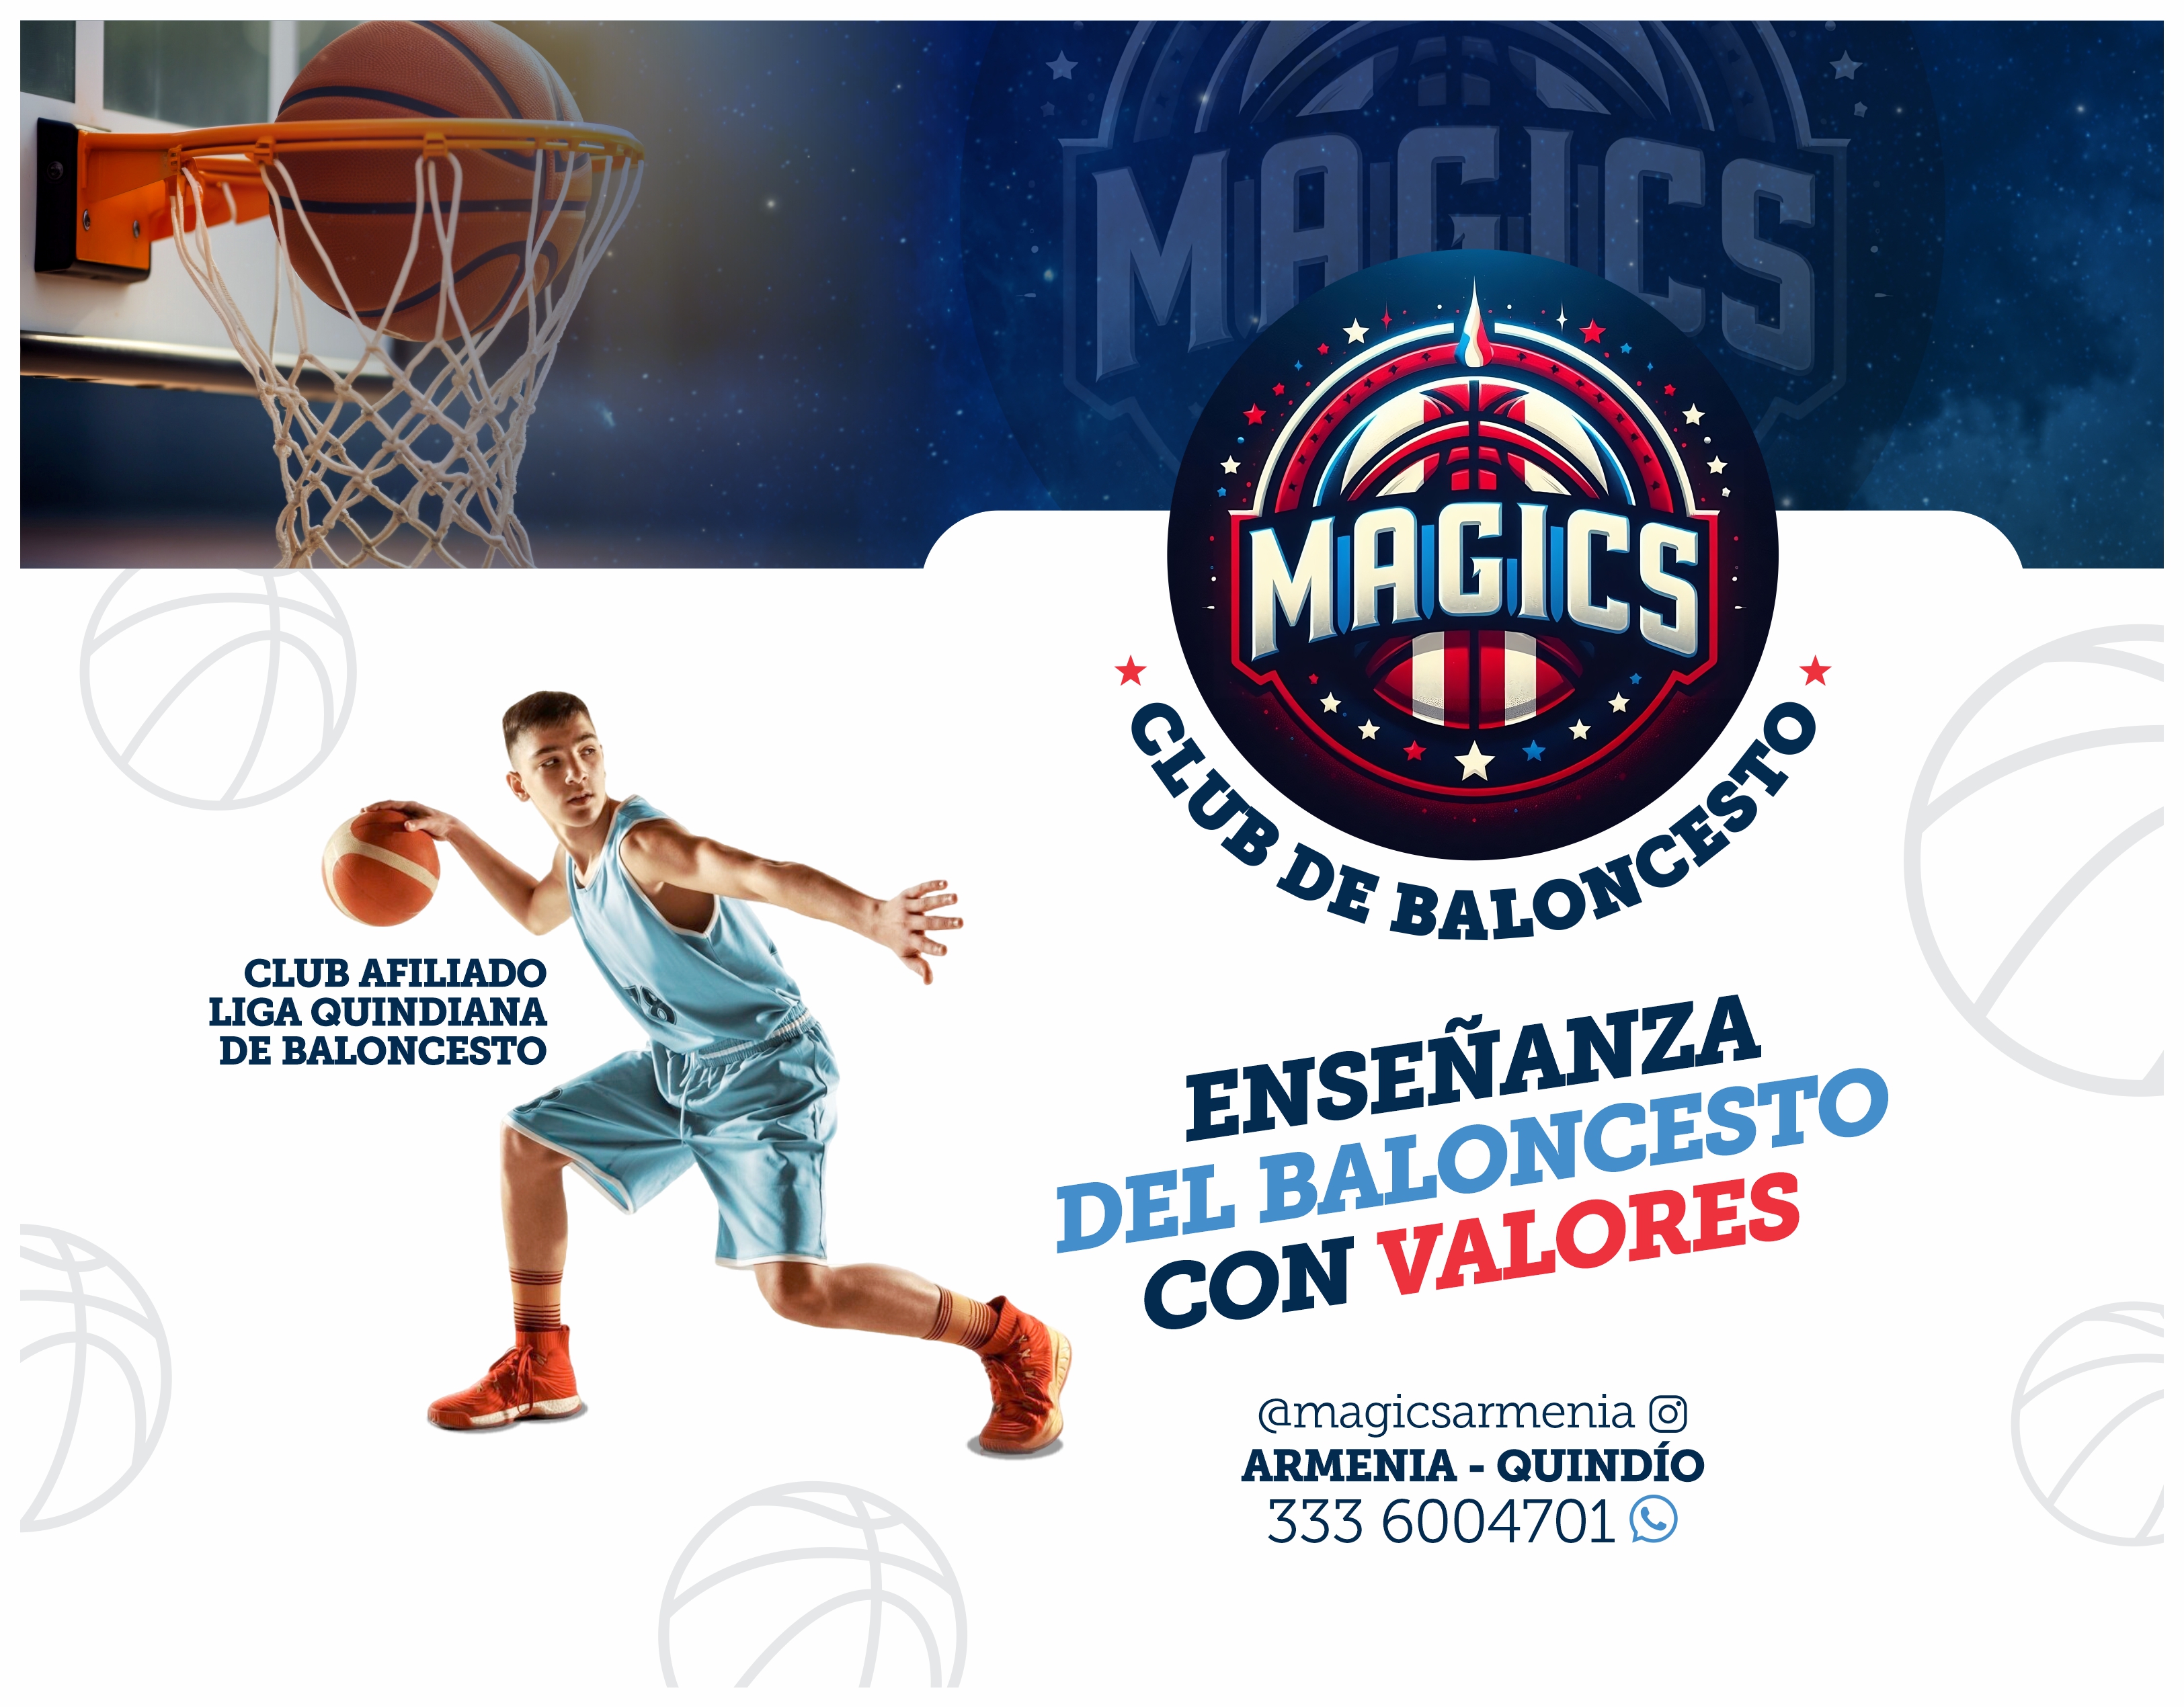 MAGICS
MAGICS
CLUB DE BALONCESTO
CLUB AFILIADO
LIGA QUINDIANA
DE BALONCESTO
ENSEÑANZA
DEL BALONCESTO
CON VALORES
@magicsarmenia
ARMENIA - QUINDÍO
333 6004701